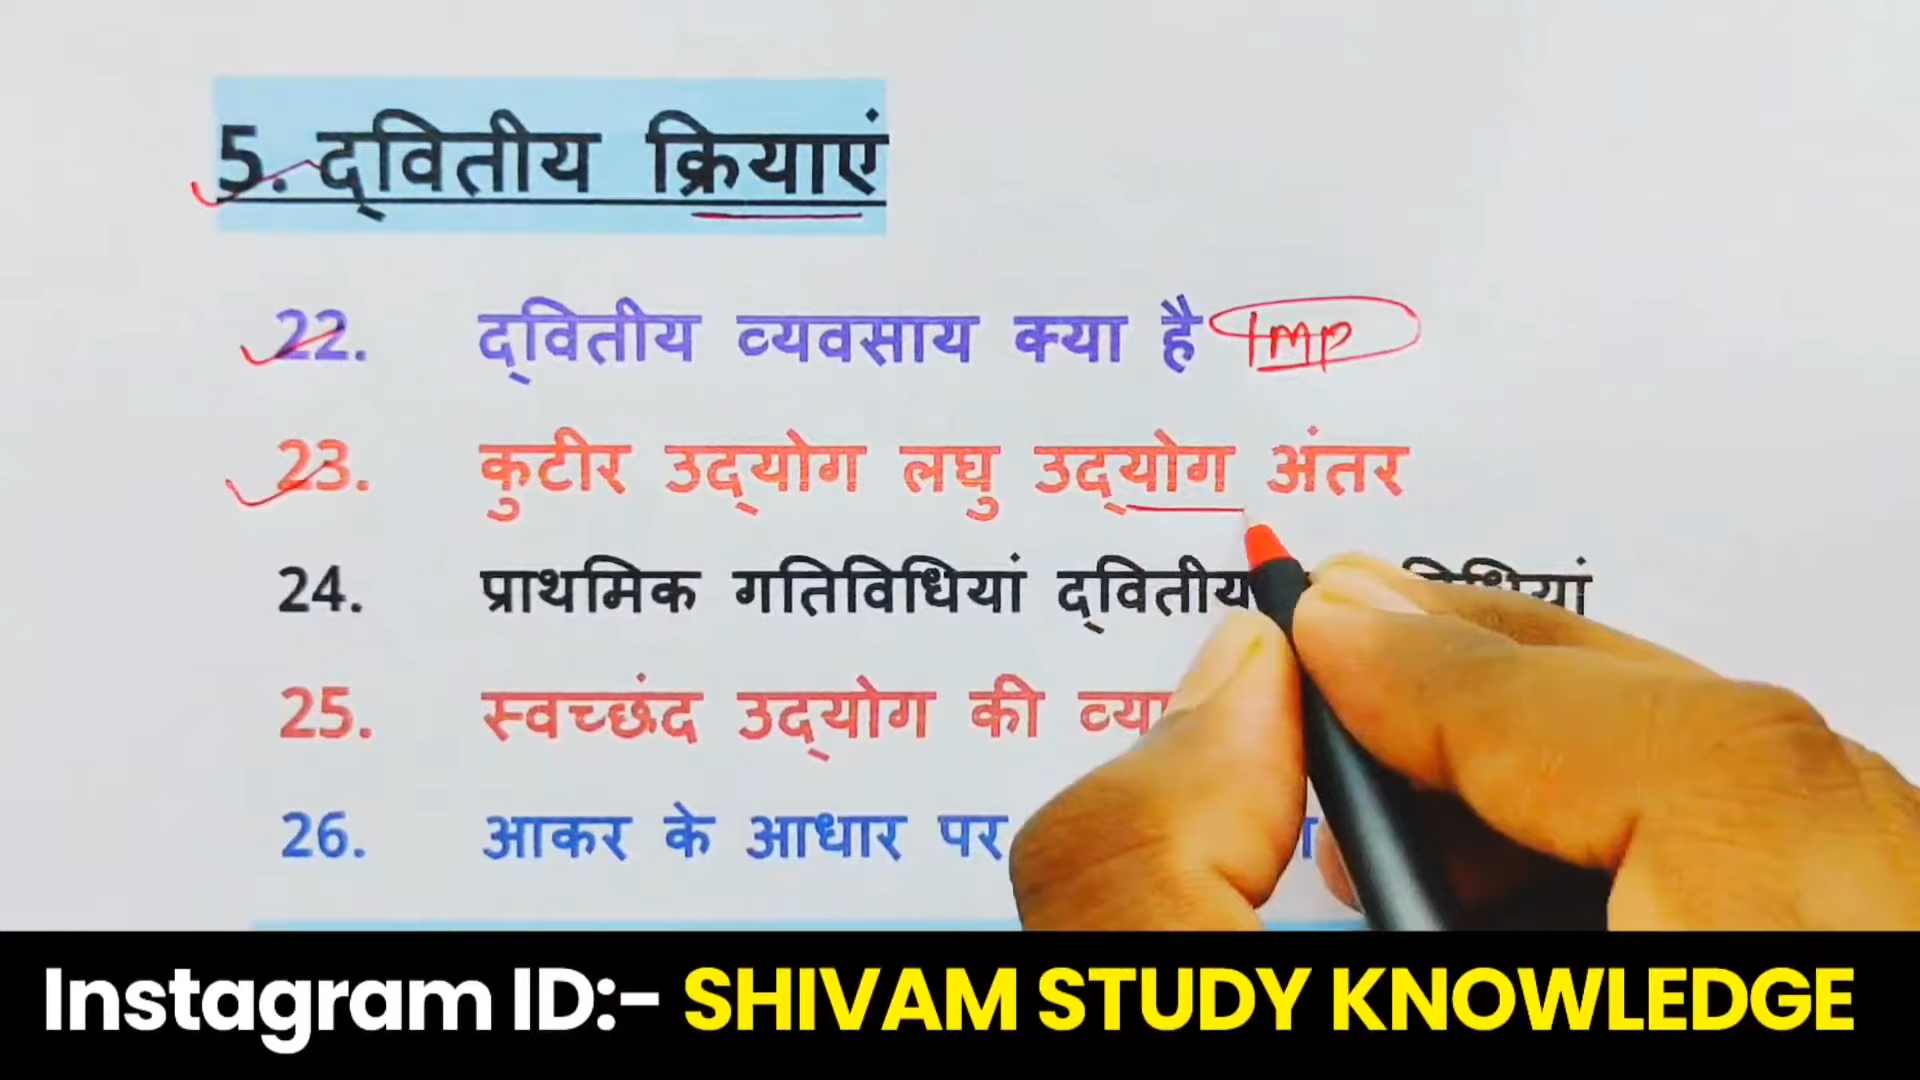 5. द्वितीय क्रियाएं
22. द्वितीय व्यवसाय क्या है Imp
23. कुटीर उद्योग लघु उद्योग अंतर
24. प्राथमिक गतिविधियां द्वितीय
25. स्वच्छंद उद्योग की
26. आकर के आधार पर
Instagram ID:- SHIVAM STUDY KNOWLEDGE